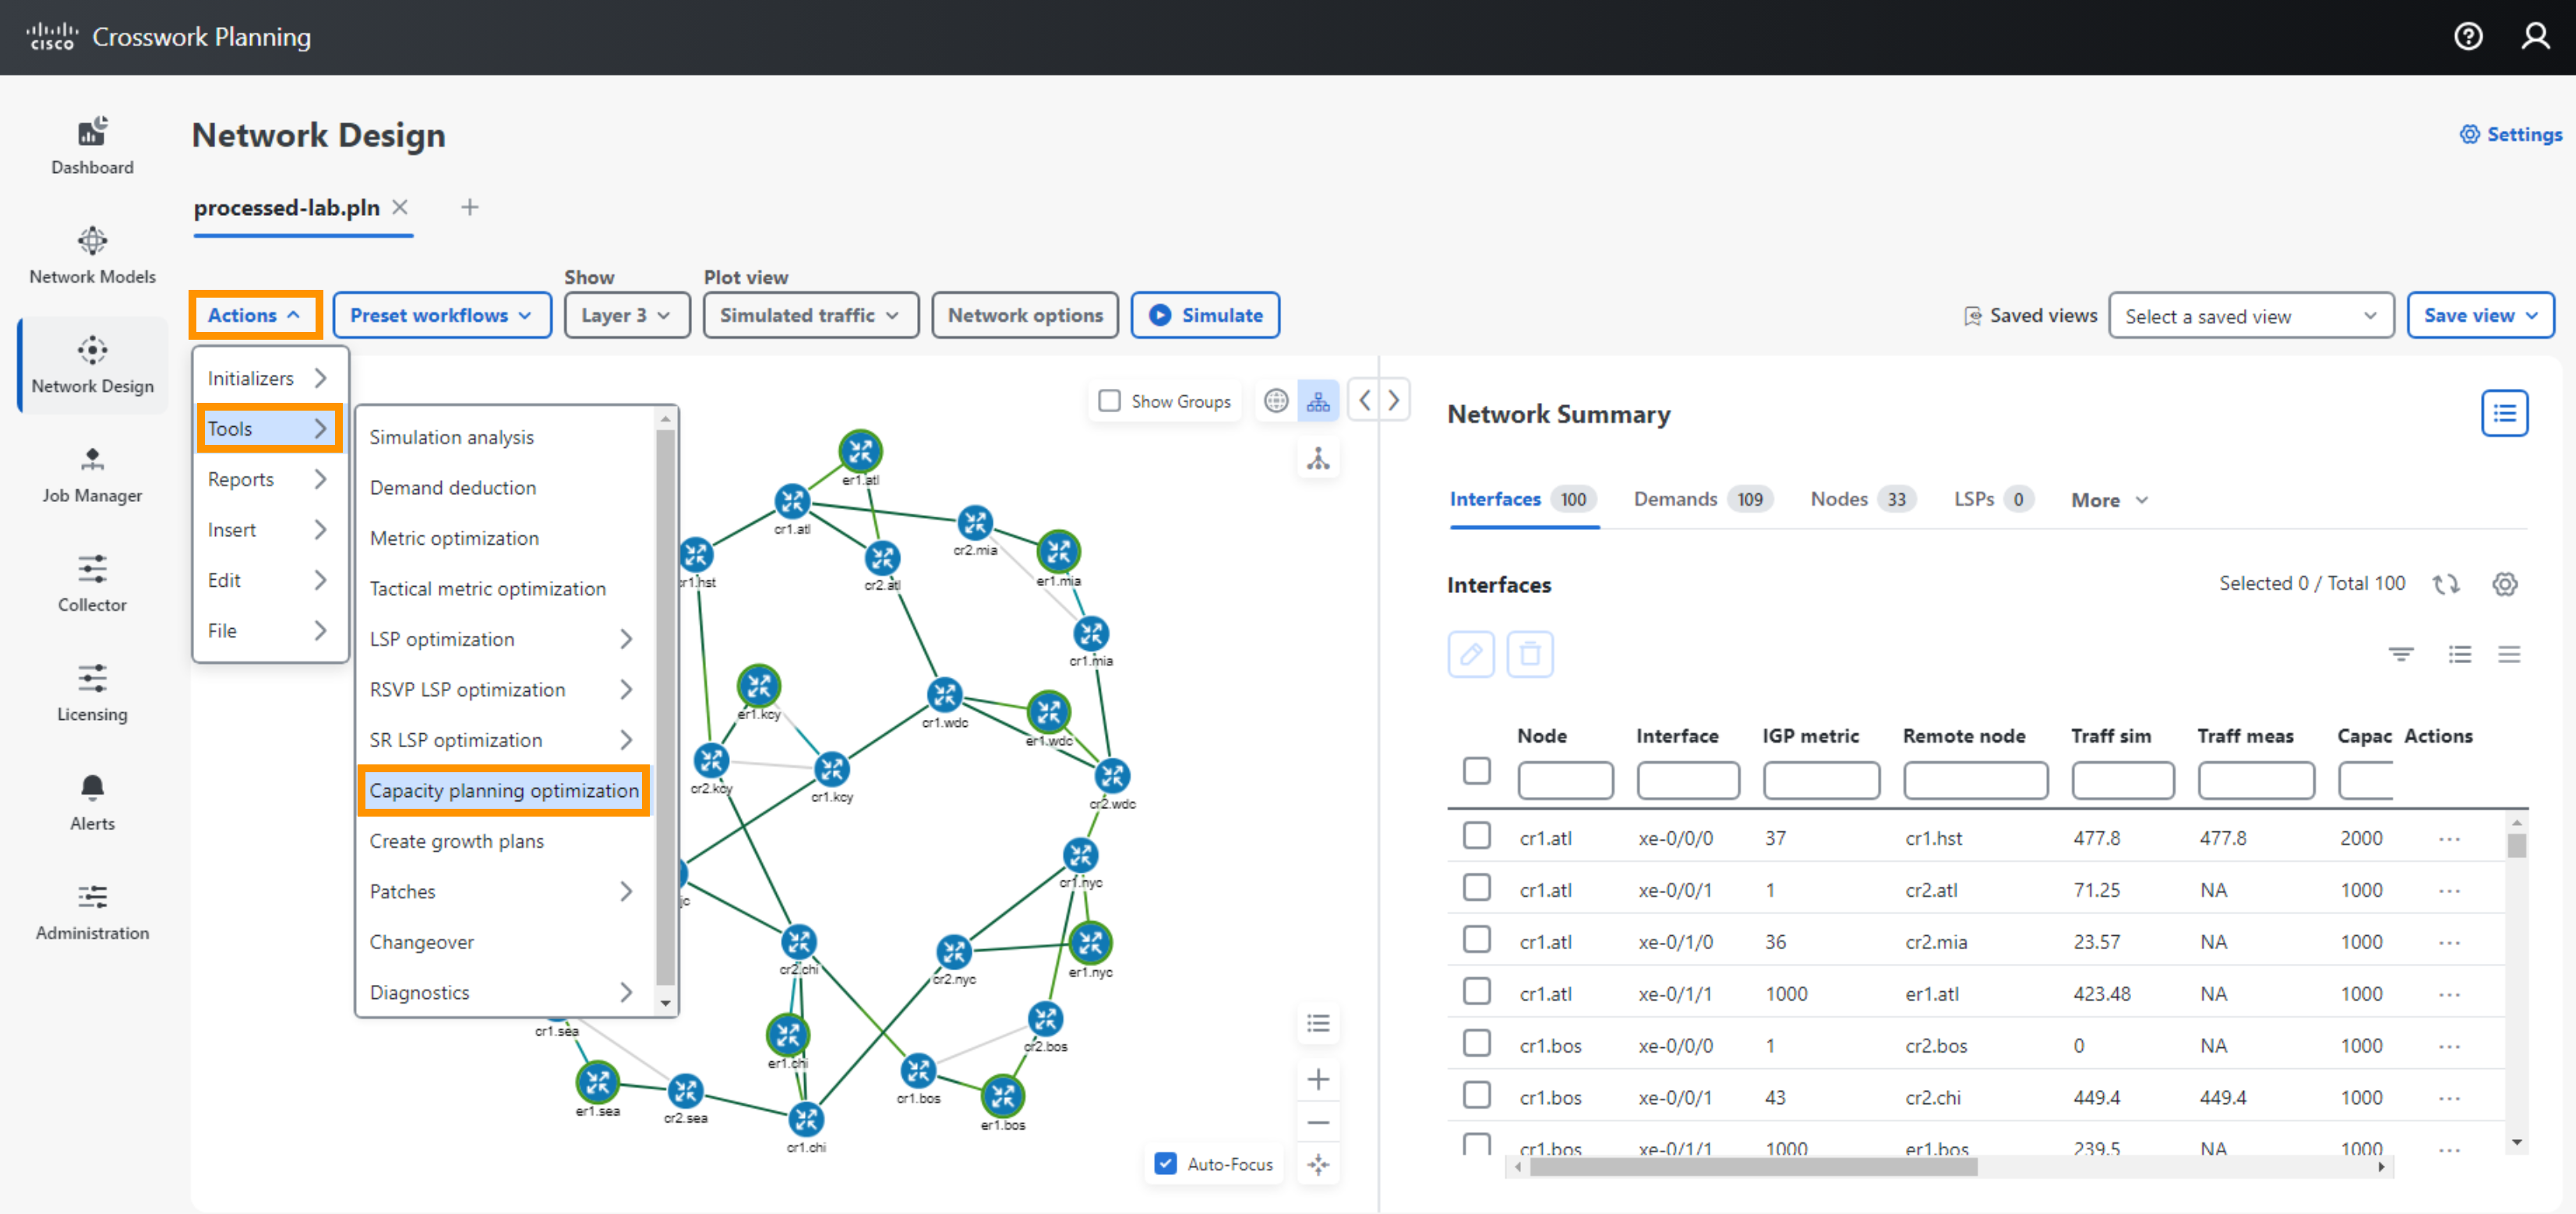 cisco Crosswork Planning
Dashboard
Network Models
Network Design
Job Manager
Collector
Licensing
Alerts
Administration
Network Design
Settings
processed-lab.pln
Show
Plot view
Actions
Preset workflows
Layer 3
Simulated traffic
Network options
Simulate
Saved views
Select a saved view
Save view
Initializers
Tools
Reports
Insert
Edit
File
Simulation analysis
Demand deduction
Metric optimization
Tactical metric optimization
LSP optimization
RSVP LSP optimization
SR LSP optimization
Capacity planning optimization
Create growth plans
Patches
Changeover
Diagnostics
Show Groups
er1.atl
cr1.atl
cr2.mia
cr1.hst
cr2.atl
er1.mia
cr1.mia
er1.kcy
cr1.wdc
er1.wdc
cr2.kcy
cr1.kcy
cr2.wdc
cr1.nyc
jc
cr2.chi
cr2.nyc
er1.nyc
cr1.sea
cr2.bos
er1.chi
er1.sea
cr2.sea
cr1.bos
er1.bos
cr1.chi
Auto-Focus
Network Summary
Interfaces 100 Demands 109 Nodes 33 LSPs 0 More
Interfaces
Selected 0 / Total 100
Node Interface IGP metric Remote node Traff sim Traff meas Capac Actions
cr1.atl xe-0/0/0 37 cr1.hst 477.8 477.8 2000 ...
cr1.atl xe-0/0/1 1 cr2.atl 71.25 NA 1000 ...
cr1.atl xe-0/1/0 36 cr2.mia 23.57 NA 1000 ...
cr1.atl xe-0/1/1 1000 er1.atl 423.48 NA 1000 ...
cr1.bos xe-0/0/0 1 cr2.bos 0 NA 1000 ...
cr1.bos xe-0/0/1 43 cr2.chi 449.4 449.4 1000 ...
cr1.bos xe-0/1/1 1000 er1.bos 239.5 NA 1000 ...